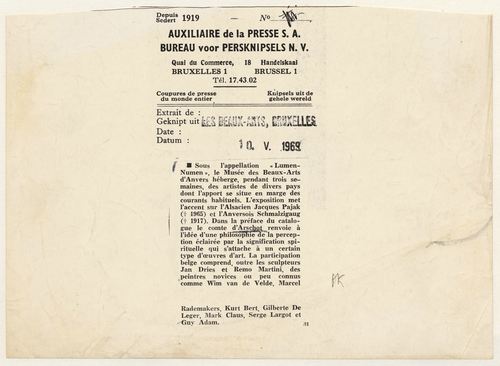 Depuis
Sedert 1919 – No
AUXILIAIRE de la PRESSE S. A.
BUREAU voor PERSKNIPSELS N. V.
Quai du Commerce, 18 Handelskaai
BRUXELLES 1 BRUSSEL 1
Tél. 17.43.02
Coupures de presse Knipsels uit de
du monde entier gehele wereld
Extrait de :
Geknipt uit LES BEAUX-ARTS, BRUXELLES
Date :
Datum : 10. V. 1969
■ Sous l'appellation « Lumen-
Numen », le Musée des Beaux-Arts
d'Anvers héberge, pendant trois se-
maines, des artistes de divers pays
dont l'apport se situe en marge des
courants habituels. L'exposition met
l'accent sur l'Alsacien Jacques Pajak
(† 1965) et l'Anversois Schmalzigaug
(† 1917). Dans la préface du catalo-
gue le comte d'Arschot renvoie à
l'idée d'une philosophie de la percep-
tion éclairée par la signification spi-
rituelle qui s'attache à un certain
type d'œuvres d'art. La participation
belge comprend, outre les sculpteurs
Jan Dries et Remo Martini, des
peintres novices ou peu connus
comme Wim van de Velde, Marcel
Rademakers, Kurt Bert, Gilberte De
Leger, Mark Claus, Serge Largot et
Guy Adam.